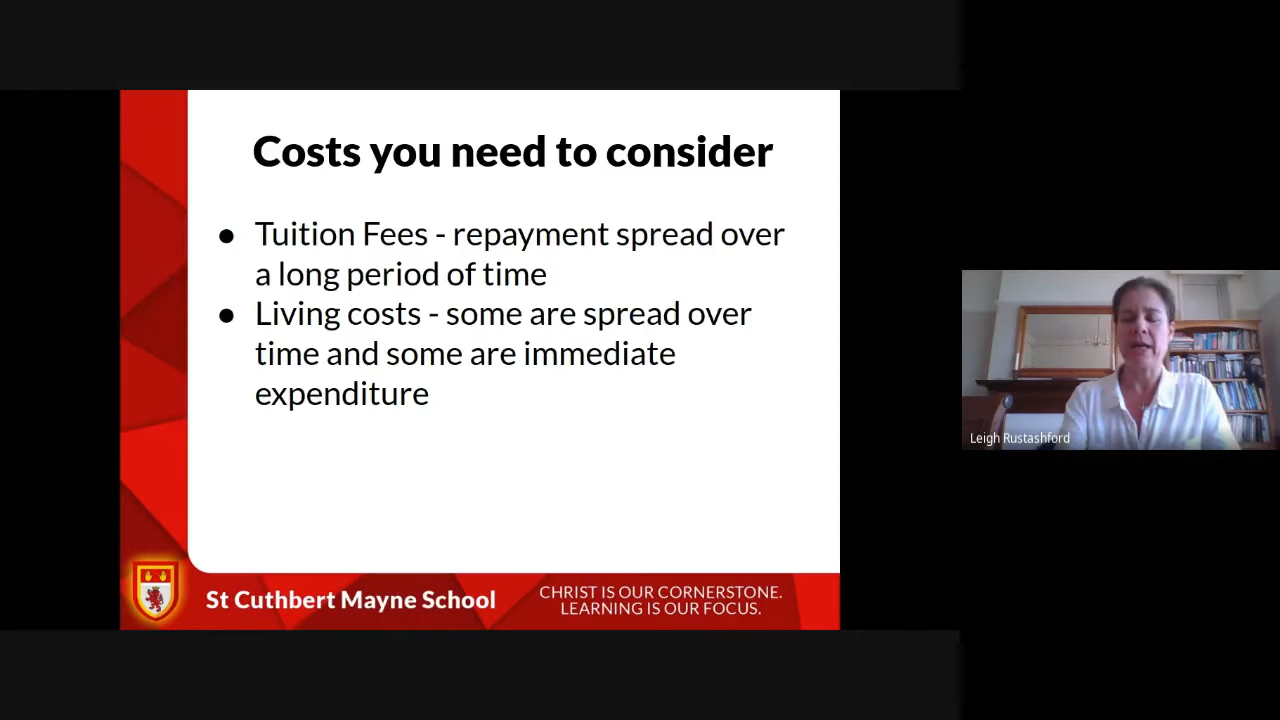 Costs you need to consider
● Tuition Fees - repayment spread over
a long period of time
● Living costs - some are spread over
time and some are immediate
expenditure
St Cuthbert Mayne School
CHRIST IS OUR CORNERSTONE.
LEARNING IS OUR FOCUS.
Leigh Rustashford